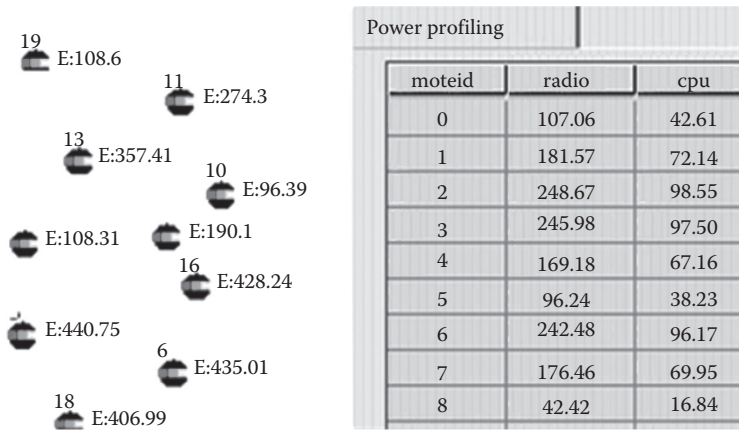 19
E:108.6
11
E:274.3
13
E:357.41
10
E:96.39
E:108.31
E:190.1
16
E:428.24
E:440.75
6
E:435.01
18
E:406.99
Power profiling
moteid radio cpu
0 107.06 42.61
1 181.57 72.14
2 248.67 98.55
3 245.98 97.50
4 169.18 67.16
5 96.24 38.23
6 242.48 96.17
7 176.46 69.95
8 42.42 16.84